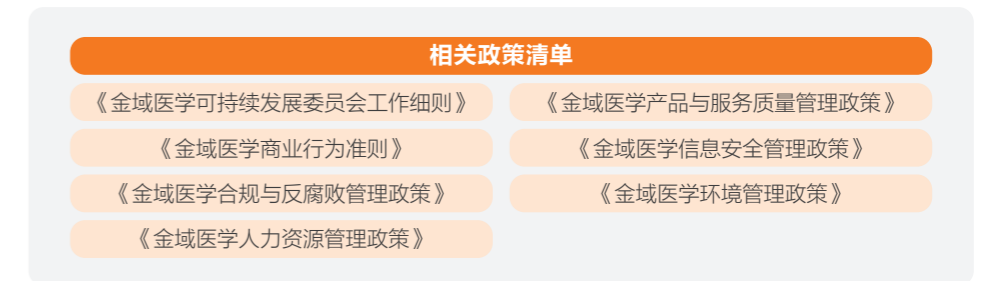 相关政策清单
《金域医学可持续发展委员会工作细则》
《金域医学产品与服务质量管理政策》
《金域医学商业行为准则》
《金域医学信息安全管理政策》
《金域医学合规与反腐败管理政策》
《金域医学环境管理政策》
《金域医学人力资源管理政策》